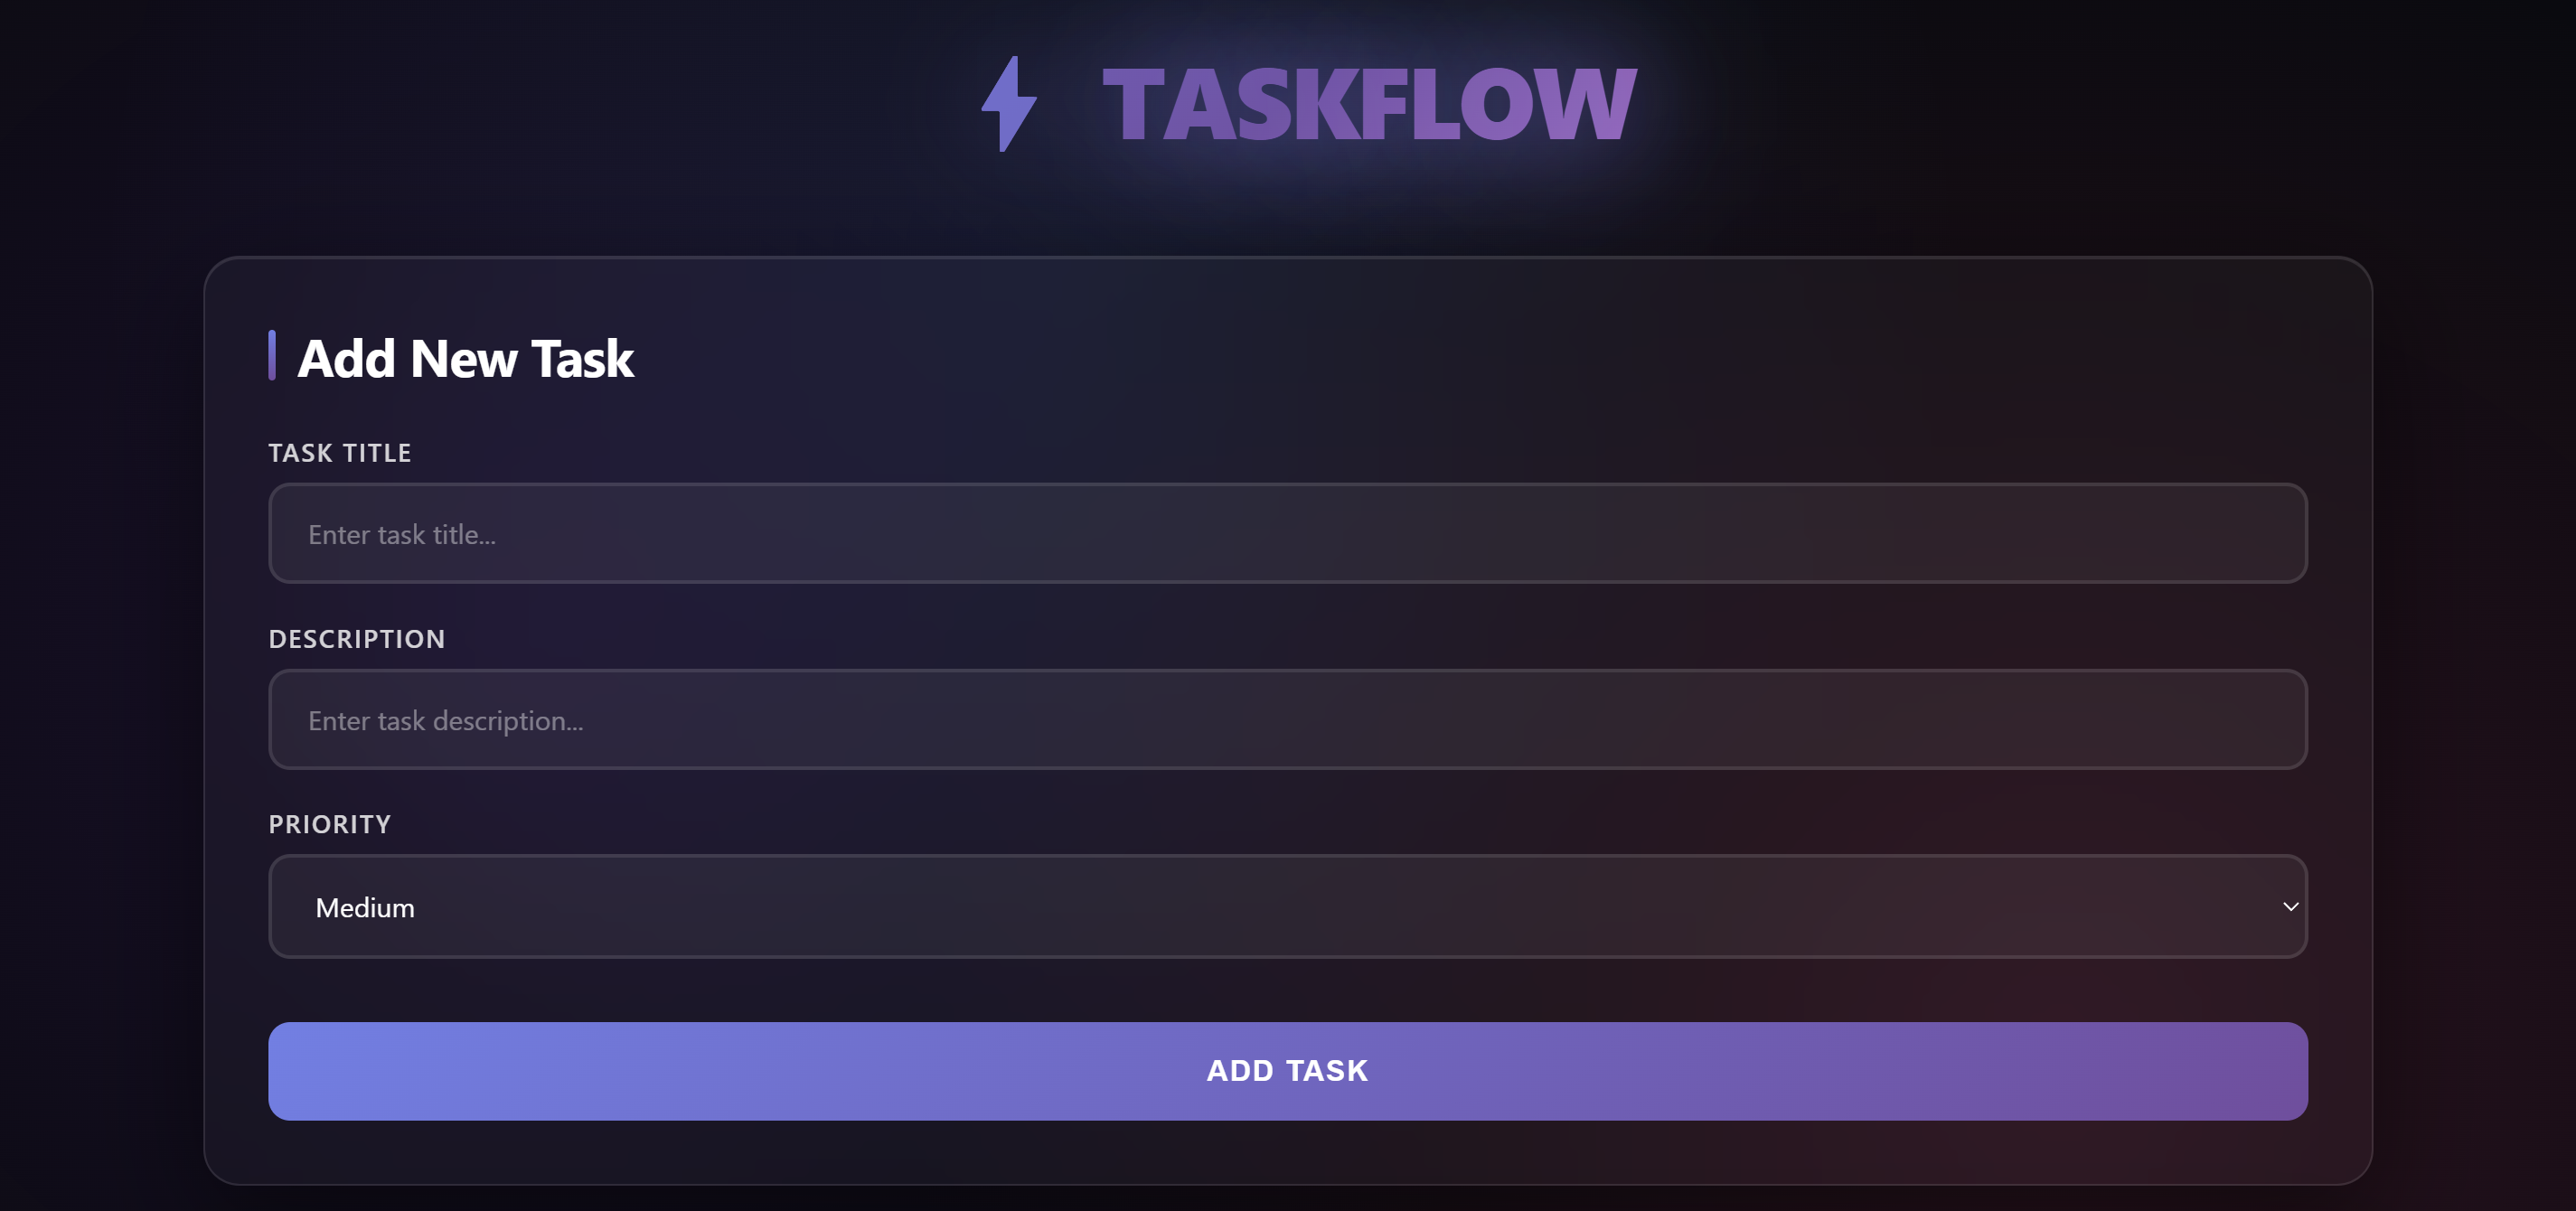 TASKFLOW
Add New Task
TASK TITLE
Enter task title...
DESCRIPTION
Enter task description...
PRIORITY
Medium
ADD TASK